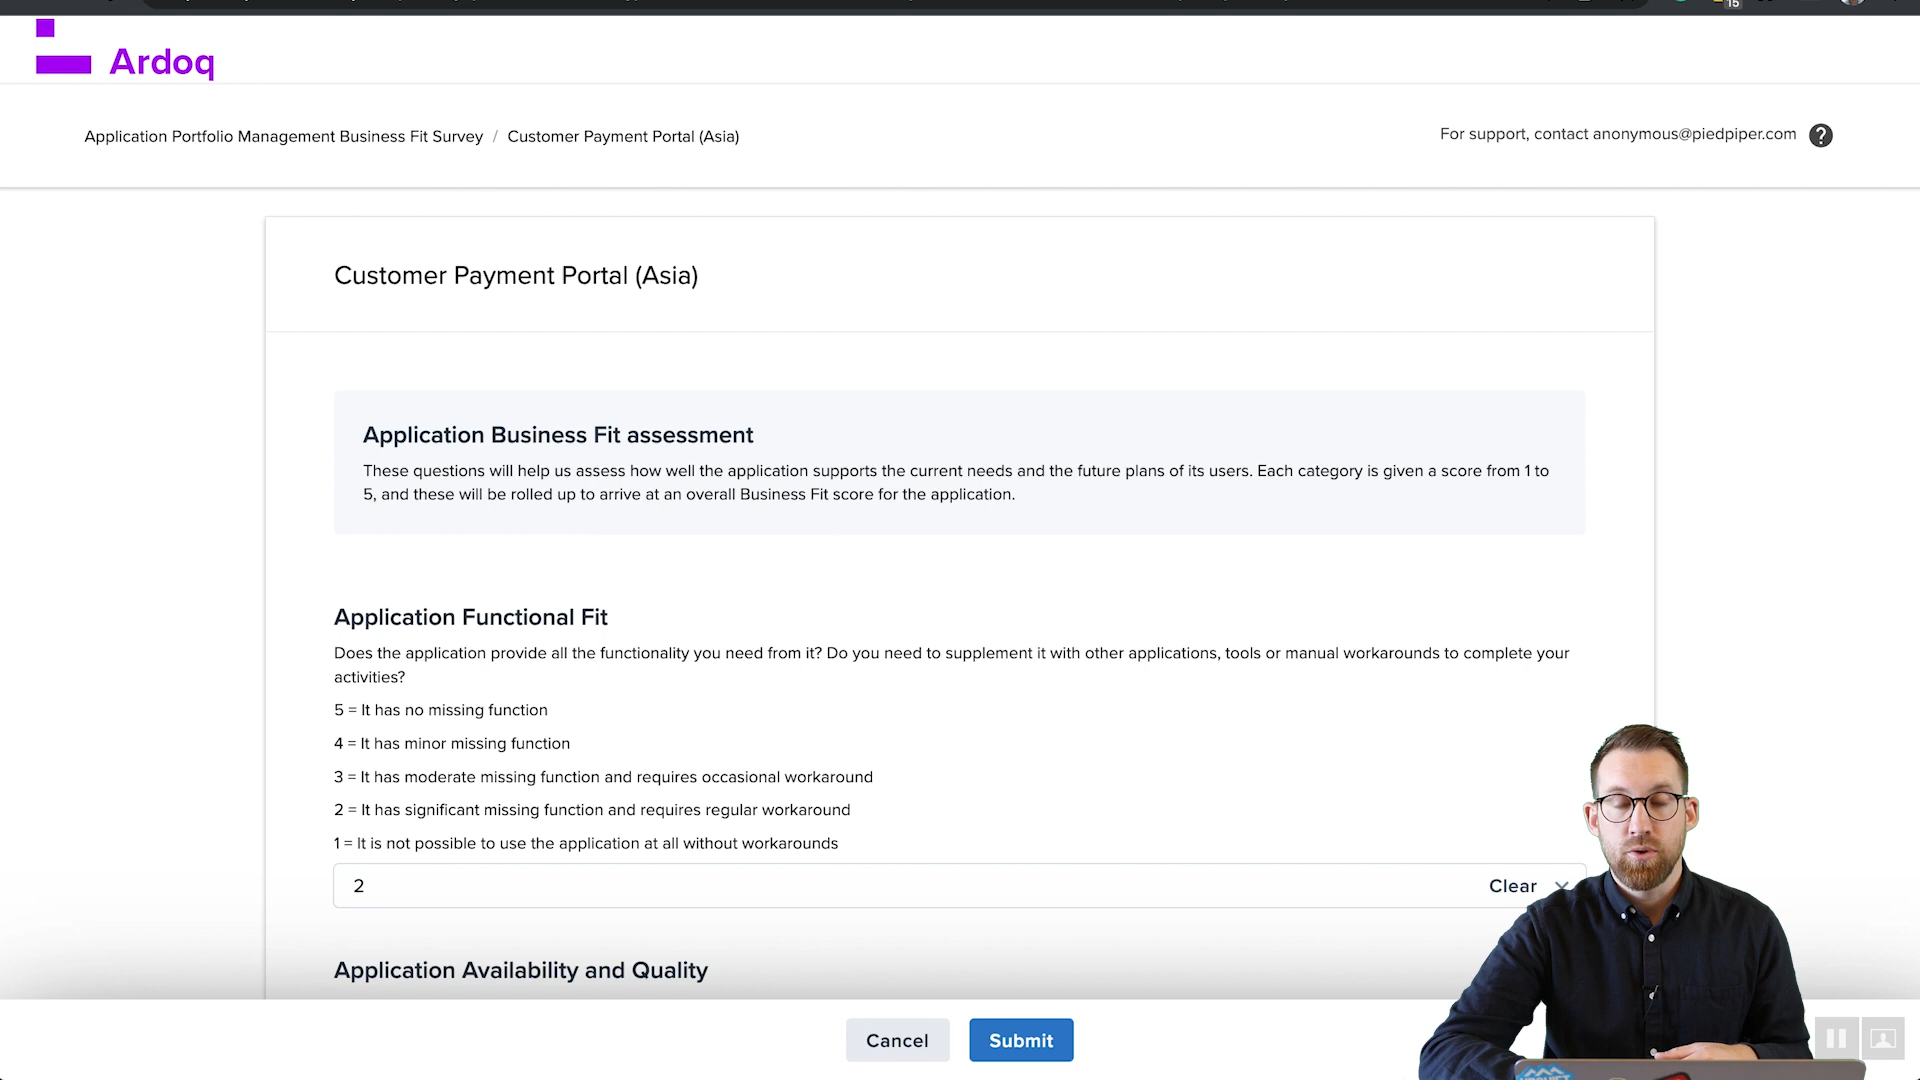 15
Ardoq
Application Portfolio Management Business Fit Survey / Customer Payment Portal (Asia)
For support, contact anonymous@piedpiper.com ?
Customer Payment Portal (Asia)
Application Business Fit assessment
These questions will help us assess how well the application supports the current needs and the future plans of its users. Each category is given a score from 1 to
5, and these will be rolled up to arrive at an overall Business Fit score for the application.
Application Functional Fit
Does the application provide all the functionality you need from it? Do you need to supplement it with other applications, tools or manual workarounds to complete your
activities?
5 = It has no missing function
4 = It has minor missing function
3 = It has moderate missing function and requires occasional workaround
2 = It has significant missing function and requires regular workaround
1 = It is not possible to use the application at all without workarounds
2
Clear
Application Availability and Quality
Cancel
Submit